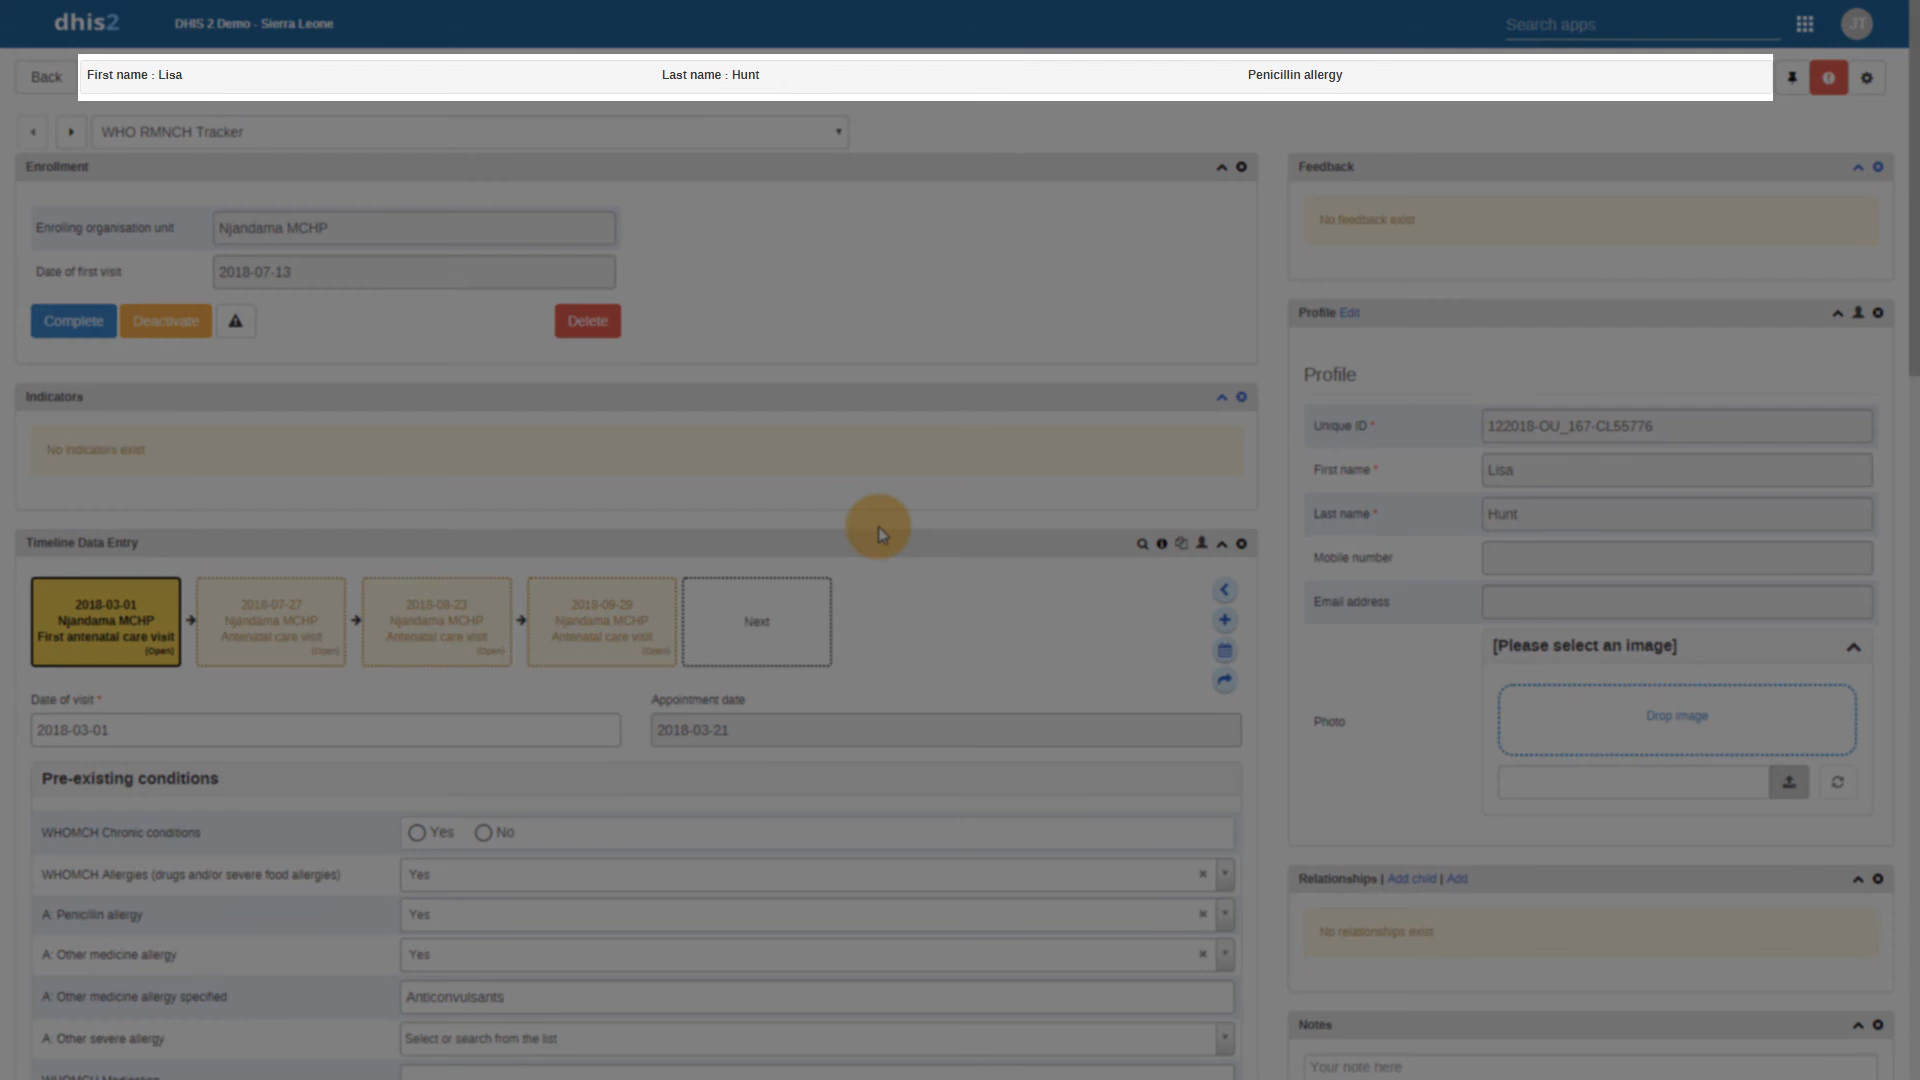 dhis2
DHIS 2 Demo - Sierra Leone
Search apps
JT
Back
First name : Lisa
Last name : Hunt
Penicillin allergy
WHO RMNCH Tracker
Enrollment
Enrolling organisation unit
Njandama MCHP
Date of first visit
2018-07-13
Complete
Deactivate
Delete
Indicators
No indicators exist
Timeline Data Entry
2018-03-01
Njandama MCHP
First antenatal care visit
(Open)
2018-07-27
Njandama MCHP
Antenatal care visit
(Open)
2018-08-23
Njandama MCHP
Antenatal care visit
(Open)
2018-09-29
Njandama MCHP
Antenatal care visit
(Open)
Next
Date of visit *
2018-03-01
Appointment date
2018-03-21
Pre-existing conditions
WHOMCH Chronic conditions
Yes
No
WHOMCH Allergies (drugs and/or severe food allergies)
Yes
A: Penicillin allergy
Yes
A: Other medicine allergy
Yes
A: Other medicine allergy specified
Anticonvulsants
A: Other severe allergy
Select or search from the list
Feedback
No feedback exist
Profile Edit
Profile
Unique ID *
122018-OU_167-CL55776
First name *
Lisa
Last name *
Hunt
Mobile number
Email address
Photo
[Please select an image]
Drop image
Relationships | Add child | Add
No relationships exist
Notes
Your note here